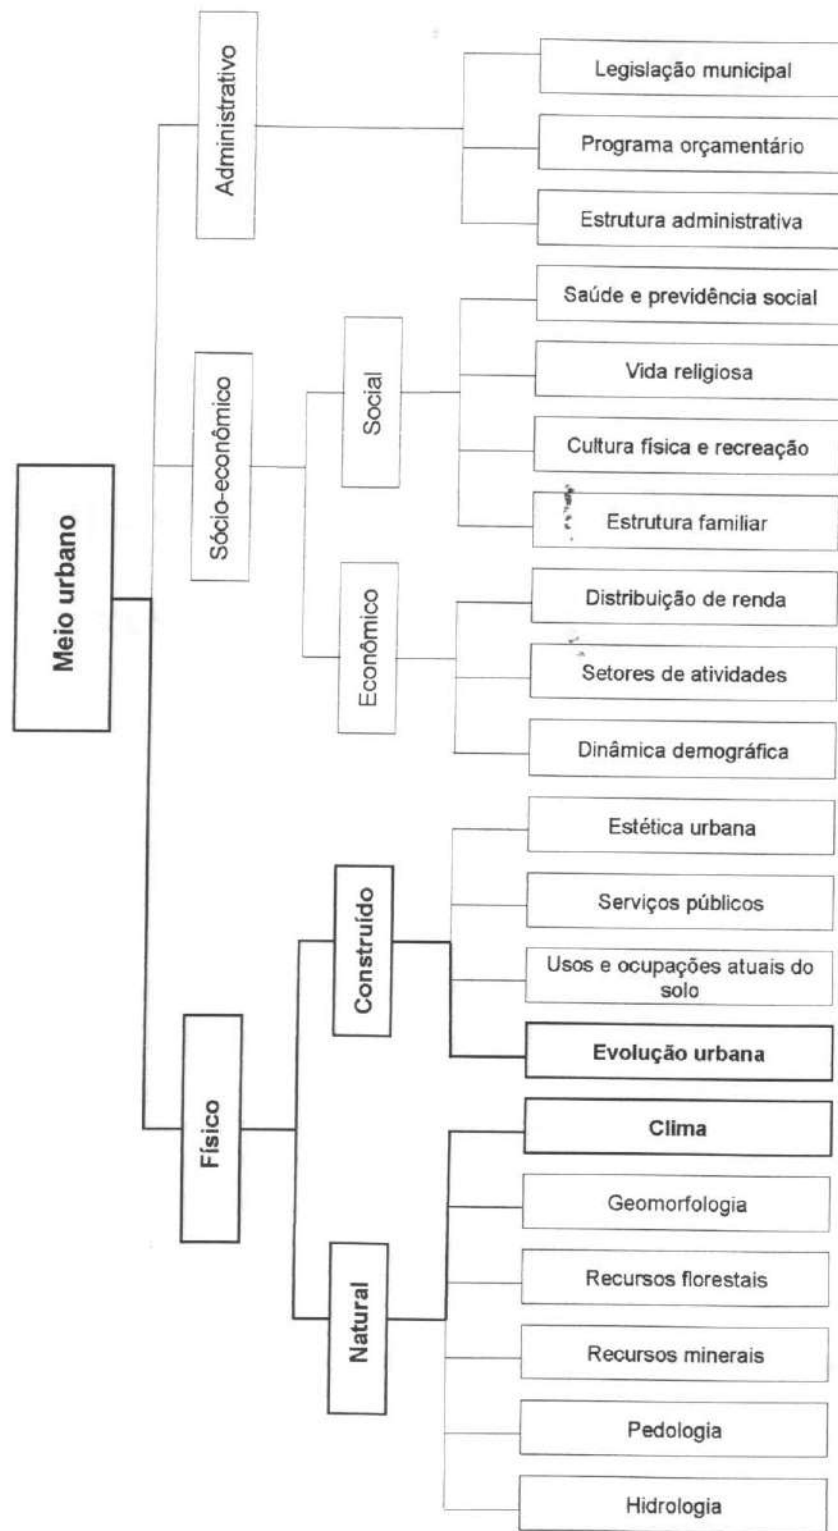 Meio urbano
Administrativo
Legislação municipal
Programa orçamentário
Estrutura administrativa
Sócio-econômico
Social
Saúde e previdência social
Vida religiosa
Cultura física e recreação
Estrutura familiar
Econômico
Distribuição de renda
Setores de atividades
Dinâmica demográfica
Físico
Construído
Estética urbana
Serviços públicos
Usos e ocupações atuais do
solo
Evolução urbana
Natural
Clima
Geomorfologia
Recursos florestais
Recursos minerais
Pedologia
Hidrologia